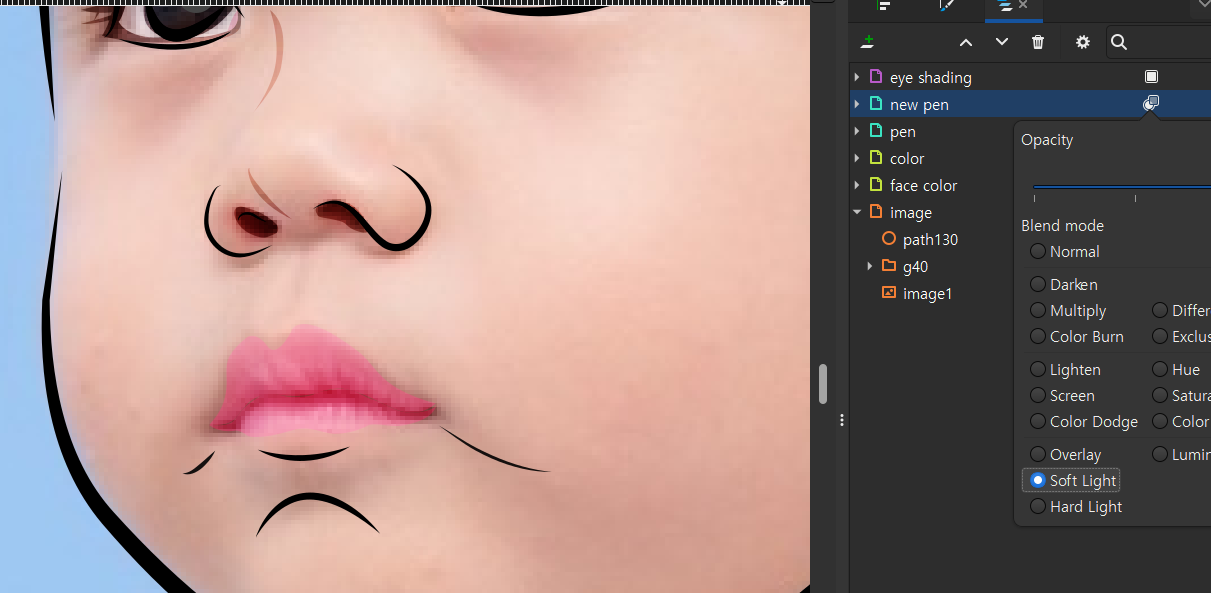 eye shading
new pen
pen
color
face color
image
path130
g40
image1
Opacity
Blend mode
Normal
Darken
Multiply Differ
Color Burn Exclus
Lighten Hue
Screen Satura
Color Dodge Color
Overlay Lumin
Soft Light
Hard Light